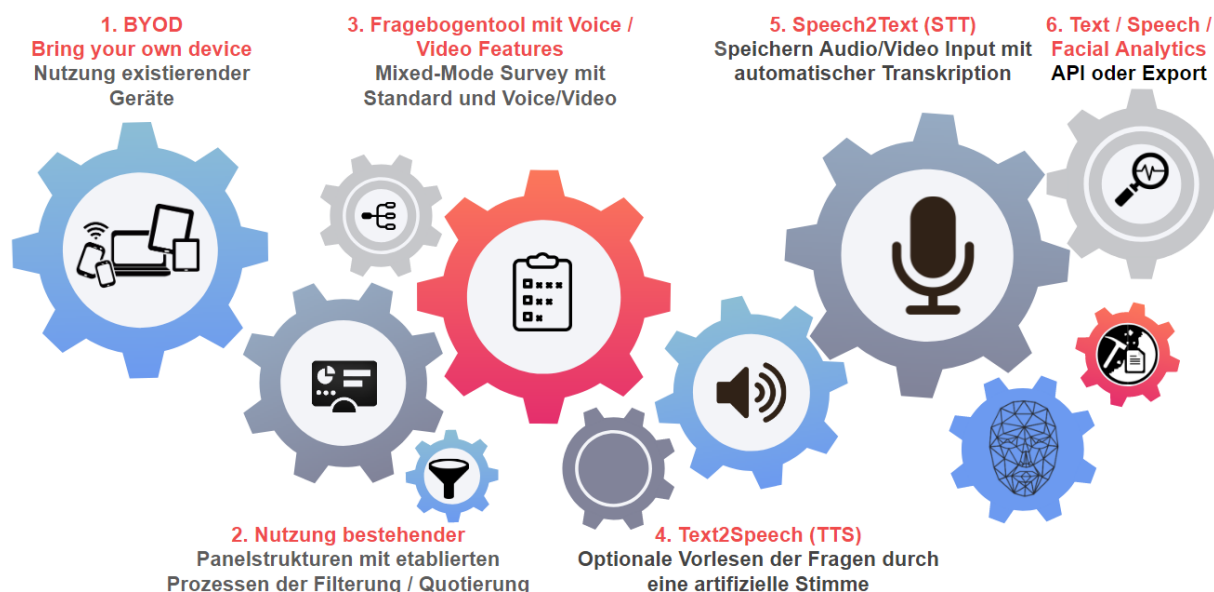 1. BYOD
Bring your own device
Nutzung existierender
Geräte
2. Nutzung bestehender
Panelstrukturen mit etablierten
Prozessen der Filterung / Quotierung
3. Fragebogentool mit Voice /
Video Features
Mixed-Mode Survey mit
Standard und Voice/Video
4. Text2Speech (TTS)
Optionale Vorlesen der Fragen durch
eine artifizielle Stimme
5. Speech2Text (STT)
Speichern Audio/Video Input mit
automatischer Transkription
6. Text / Speech /
Facial Analytics
API oder Export